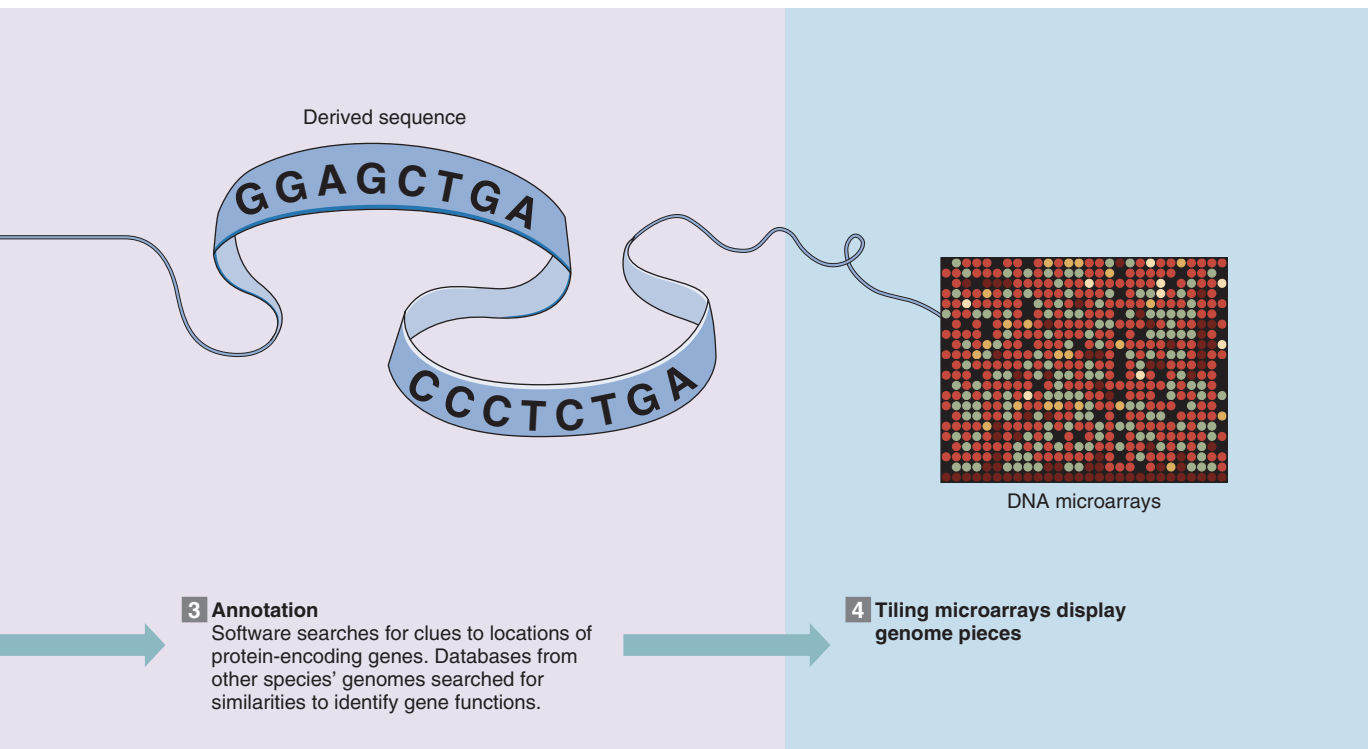 Derived sequence
GGAGCTGA
CCCTCTGA
DNA microarrays
3 Annotation
Software searches for clues to locations of
protein-encoding genes. Databases from
other species’ genomes searched for
similarities to identify gene functions.
4 Tiling microarrays display
genome pieces